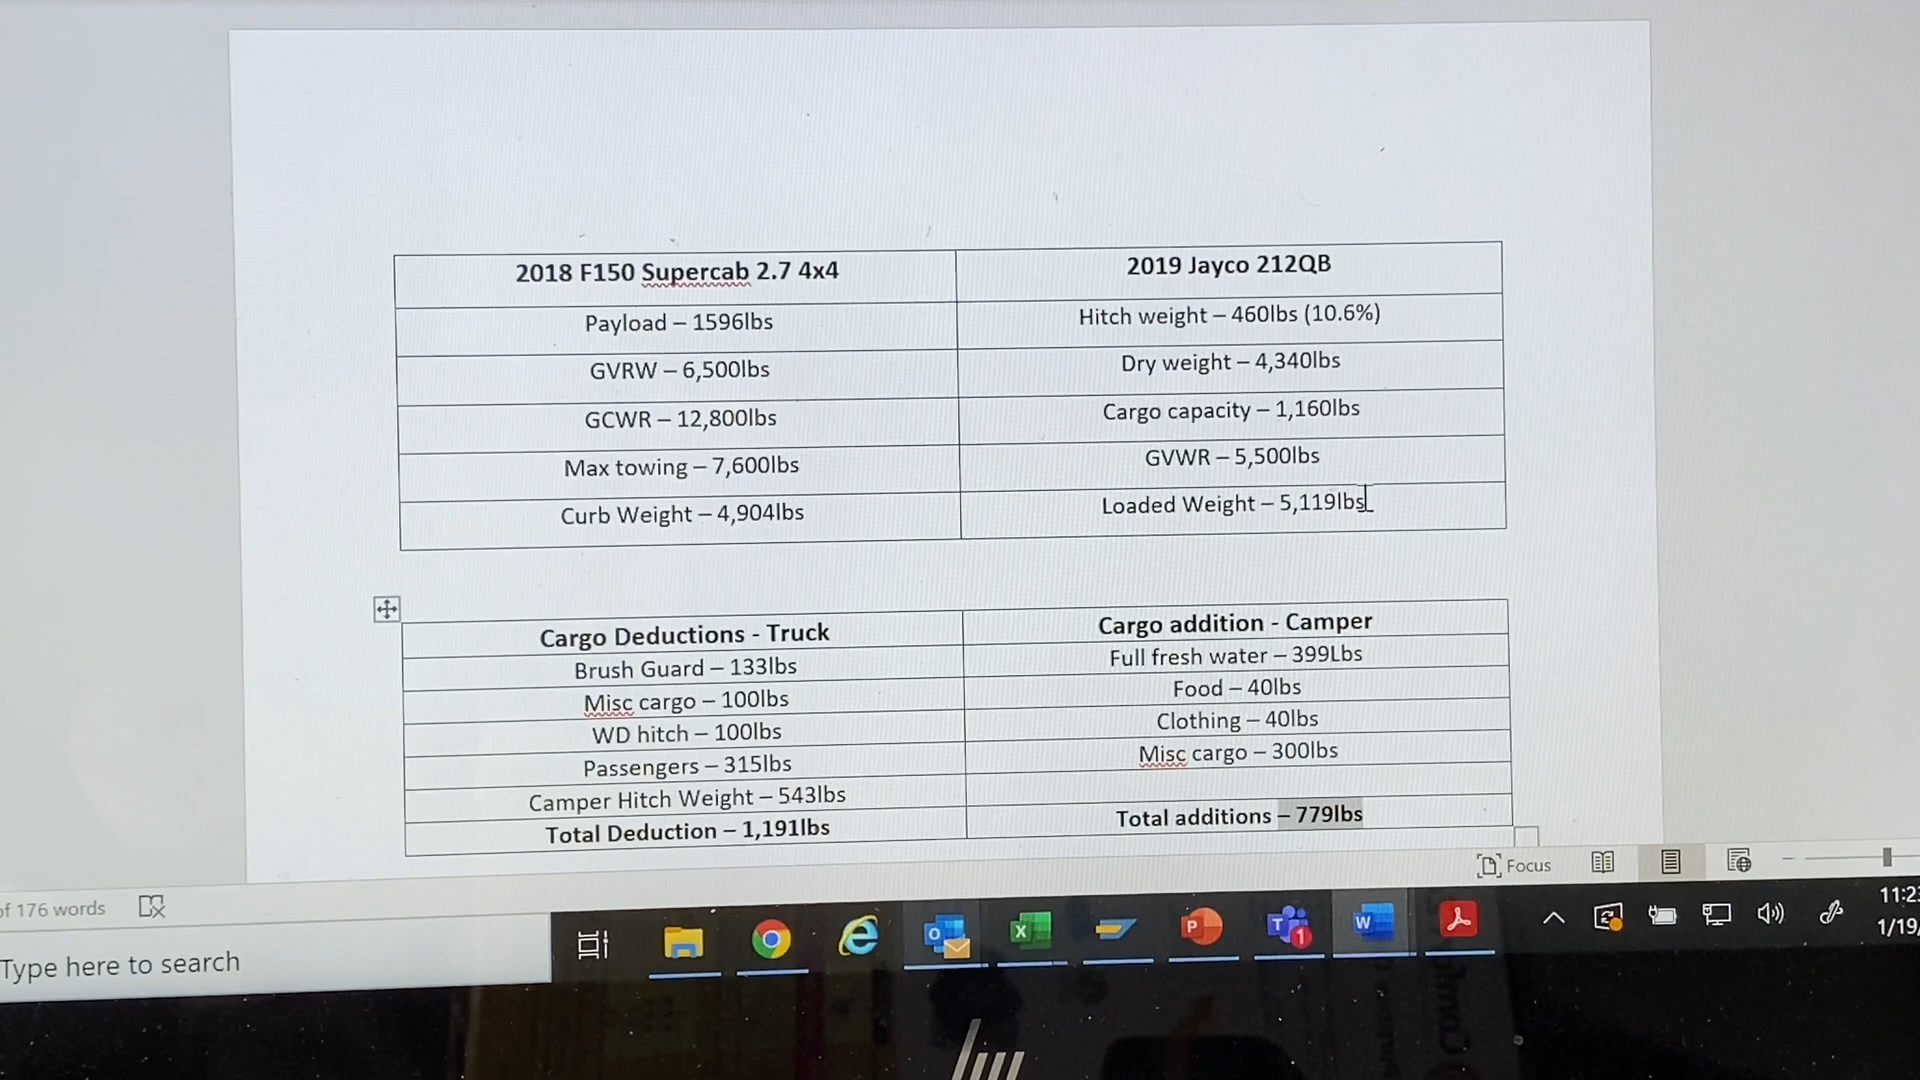 2018 F150 Supercab 2.7 4x4
2019 Jayco 212QB
Payload – 1596lbs
Hitch weight – 460lbs (10.6%)
GVRW – 6,500lbs
Dry weight – 4,340lbs
GCWR – 12,800lbs
Cargo capacity – 1,160lbs
Max towing – 7,600lbs
GVWR – 5,500lbs
Curb Weight – 4,904lbs
Loaded Weight – 5,119lbs
Cargo Deductions - Truck
Cargo addition - Camper
Brush Guard – 133lbs
Full fresh water – 399Lbs
Misc cargo – 100lbs
Food – 40lbs
WD hitch – 100lbs
Clothing – 40lbs
Passengers – 315lbs
Misc cargo – 300lbs
Camper Hitch Weight – 543lbs
Total Deduction – 1,191lbs
Total additions – 779lbs
Focus
of 176 words
Type here to search
11:23
1/19/
hp